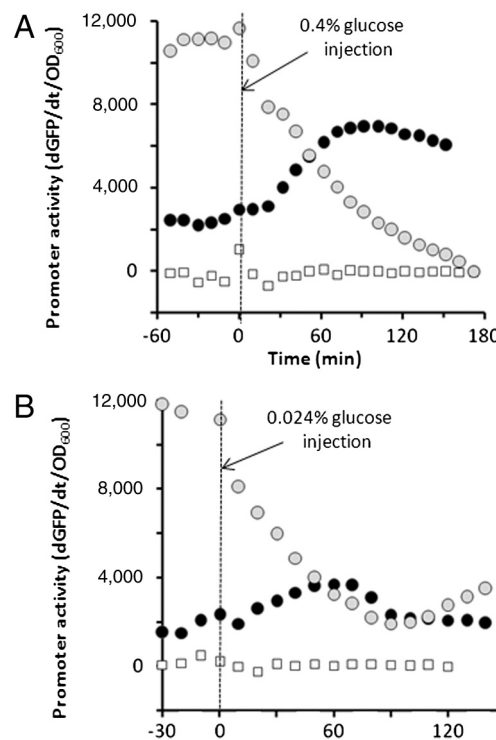 A
Promoter activity (dGFP/dt/OD600)
12,000
8,000
4,000
0
0.4% glucose
injection
-60
0
60
120
180
Time (min)
B
Promoter activity (dGFP/dt/OD600)
12,000
8,000
4,000
0
0.024% glucose
injection
-30
0
60
120